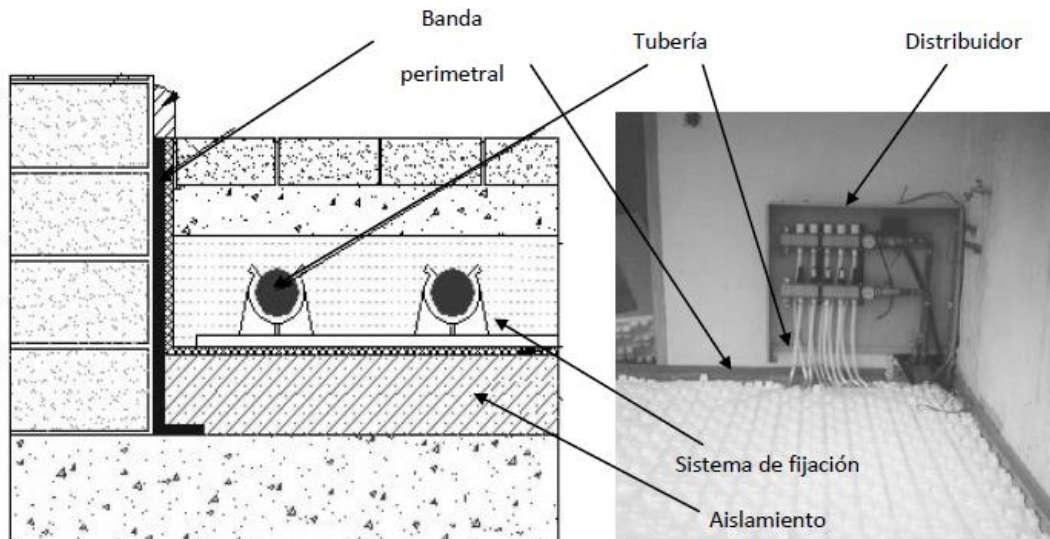 Banda
perimetral
Tubería
Distribuidor
Sistema de fijación
Aislamiento